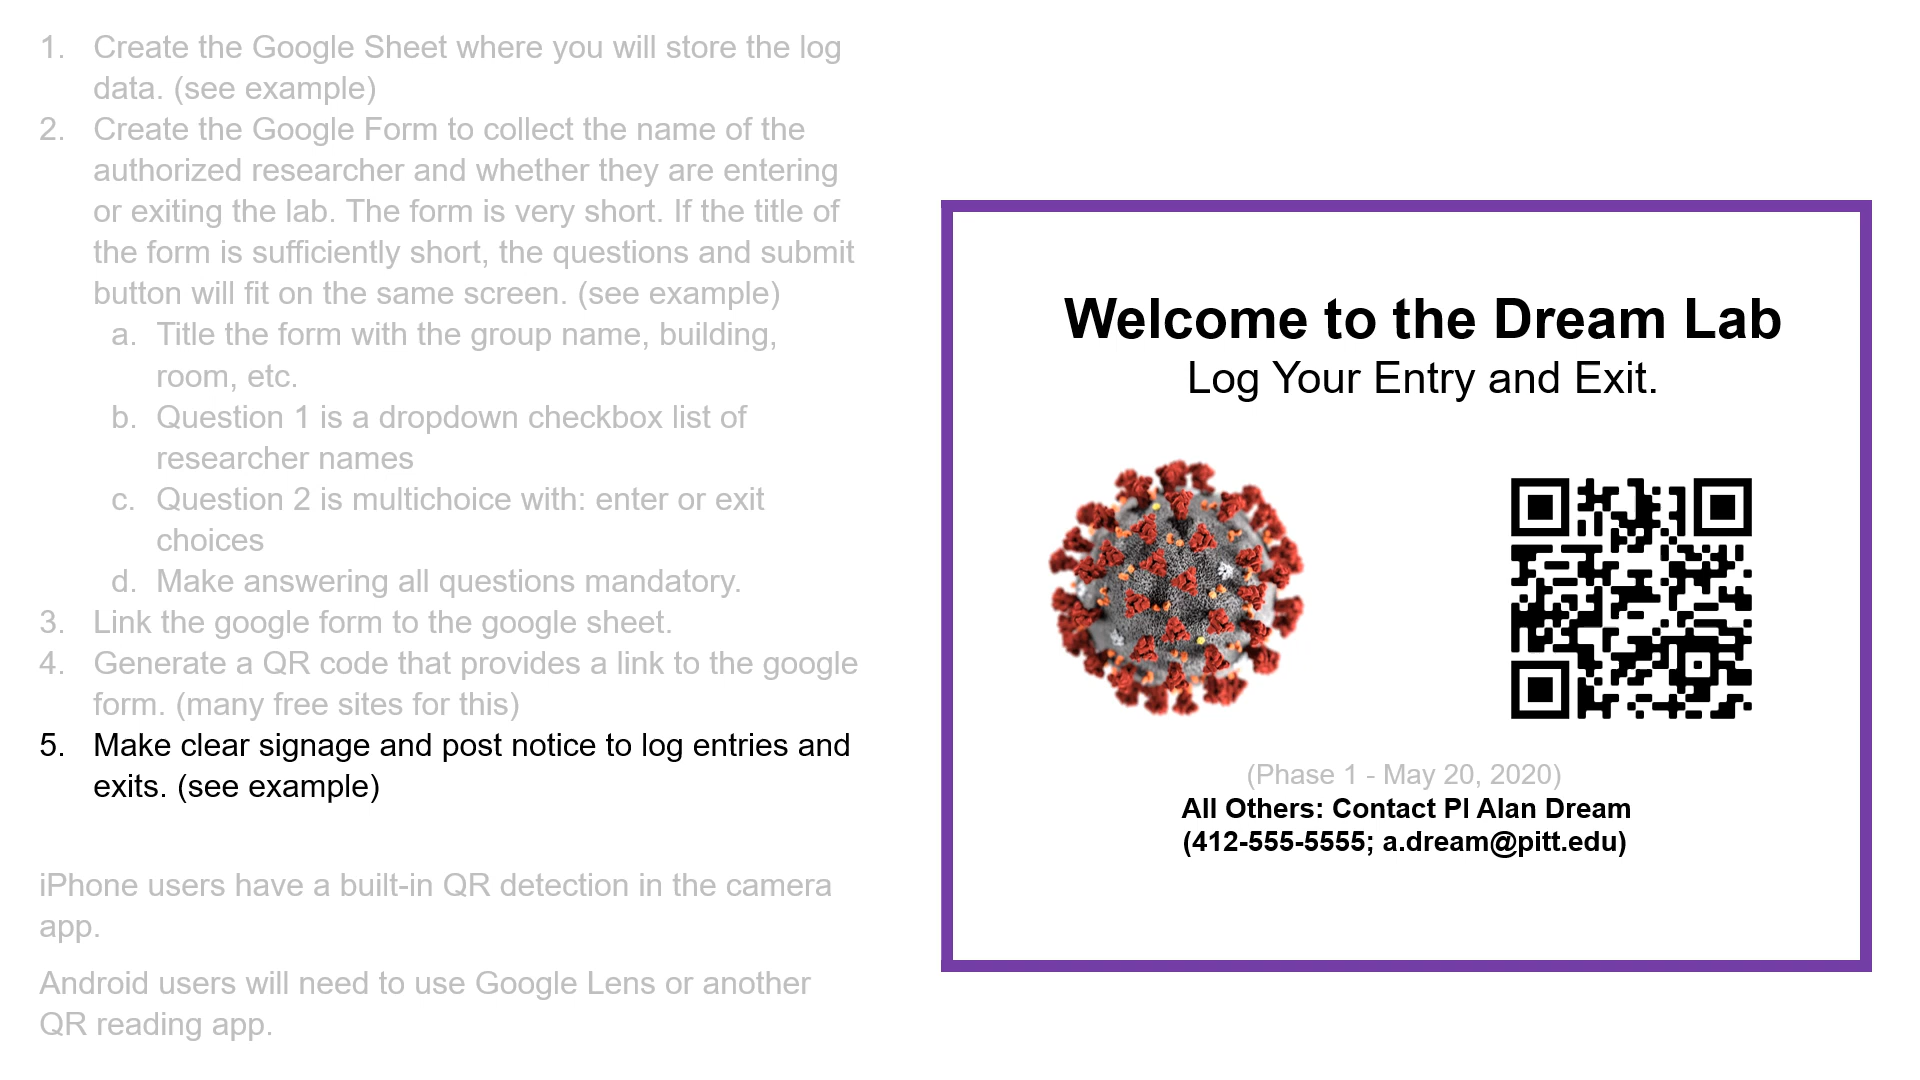 1. Create the Google Sheet where you will store the log
data. (see example)
2. Create the Google Form to collect the name of the
authorized researcher and whether they are entering
or exiting the lab. The form is very short. If the title of
the form is sufficiently short, the questions and submit
button will fit on the same screen. (see example)
a. Title the form with the group name, building,
room, etc.
b. Question 1 is a dropdown checkbox list of
researcher names
c. Question 2 is multichoice with: enter or exit
choices
d. Make answering all questions mandatory.
3. Link the google form to the google sheet.
4. Generate a QR code that provides a link to the google
form. (many free sites for this)
5. Make clear signage and post notice to log entries and
exits. (see example)
iPhone users have a built-in QR detection in the camera
app.
Android users will need to use Google Lens or another
QR reading app.
Welcome to the Dream Lab
Log Your Entry and Exit.
(Phase 1 - May 20, 2020)
All Others: Contact PI Alan Dream
(412-555-5555; a.dream@pitt.edu)